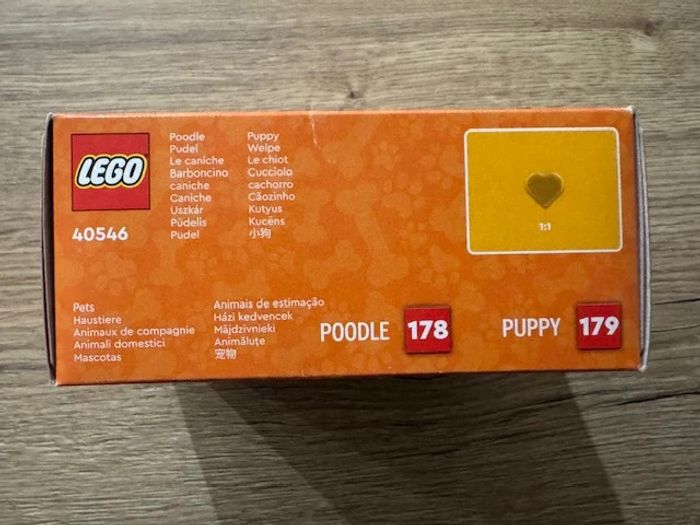 LEGO
40546
Poodle
Pudel
Le caniche
Barboncino
caniche
Caniche
Uszkár
Pūdelis
Pudel
Puppy
Welpe
Le chiot
Cucciolo
cachorro
Cãozinho
Kutyus
Kucēns
小狗
1:1
Pets
Haustiere
Animaux de compagnie
Animali domestici
Mascotas
Animais de estimação
Házi kedvencek
Mājdzīvnieki
Animăluțe
宠物
POODLE 178
PUPPY 179